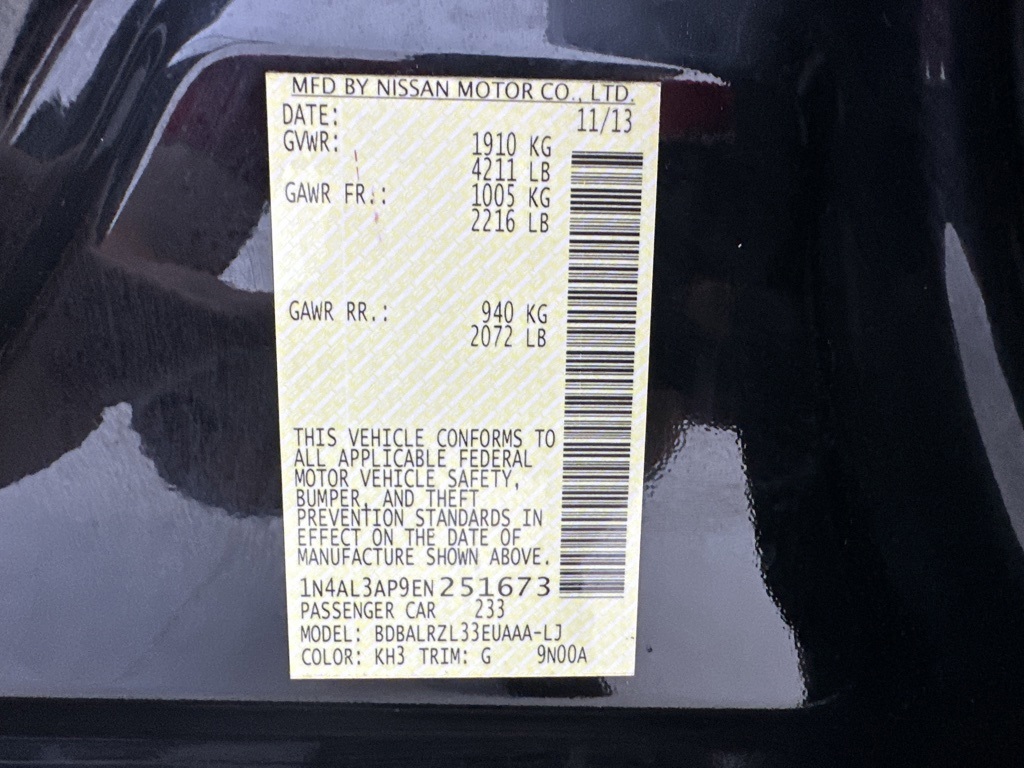 MFD BY NISSAN MOTOR CO., LTD.
DATE: 11/13
GVWR: 1910 KG
4211 LB
GAWR FR.: 1005 KG
2216 LB
GAWR RR.: 940 KG
2072 LB
THIS VEHICLE CONFORMS TO
ALL APPLICABLE FEDERAL
MOTOR VEHICLE SAFETY,
BUMPER, AND THEFT
PREVENTION STANDARDS IN
EFFECT ON THE DATE OF
MANUFACTURE SHOWN ABOVE.
1N4AL3AP9EN251673
PASSENGER CAR 233
MODEL: BDBALRZL33EUAAA-LJ
COLOR: KH3 TRIM: G 9N00A